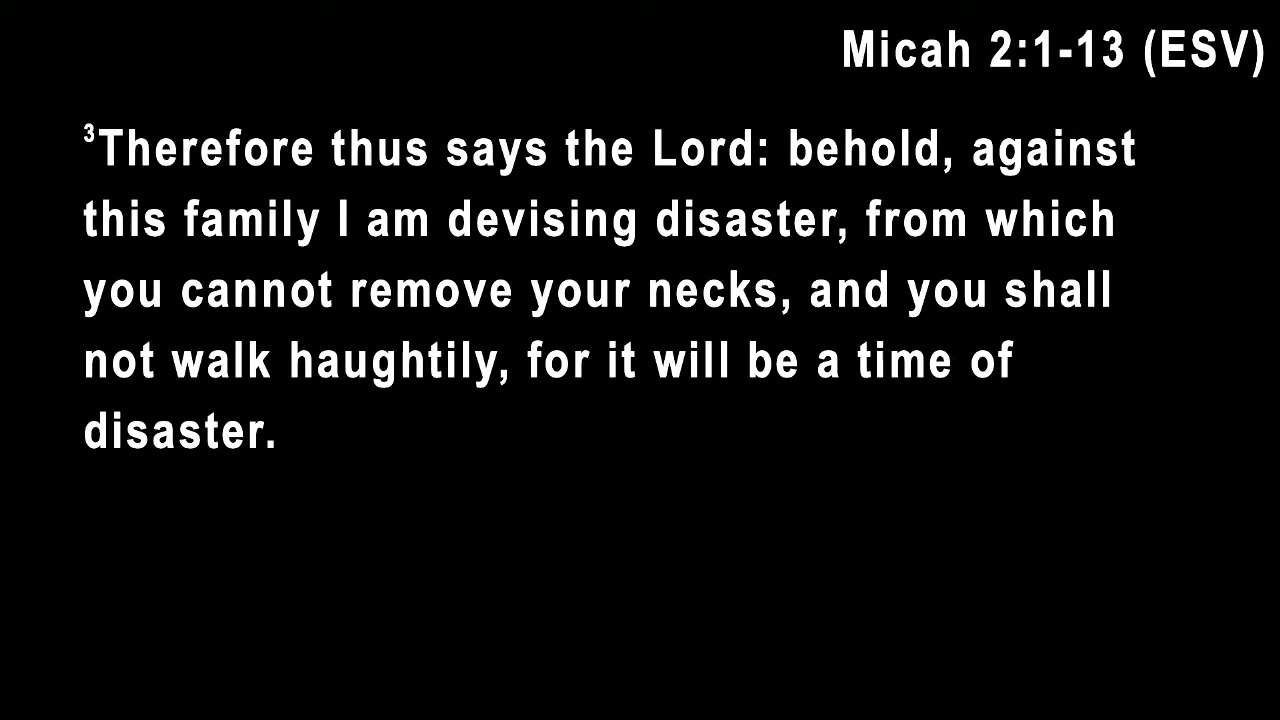 Micah 2:1-13 (ESV)
³Therefore thus says the Lord: behold, against
this family I am devising disaster, from which
you cannot remove your necks, and you shall
not walk haughtily, for it will be a time of
disaster.